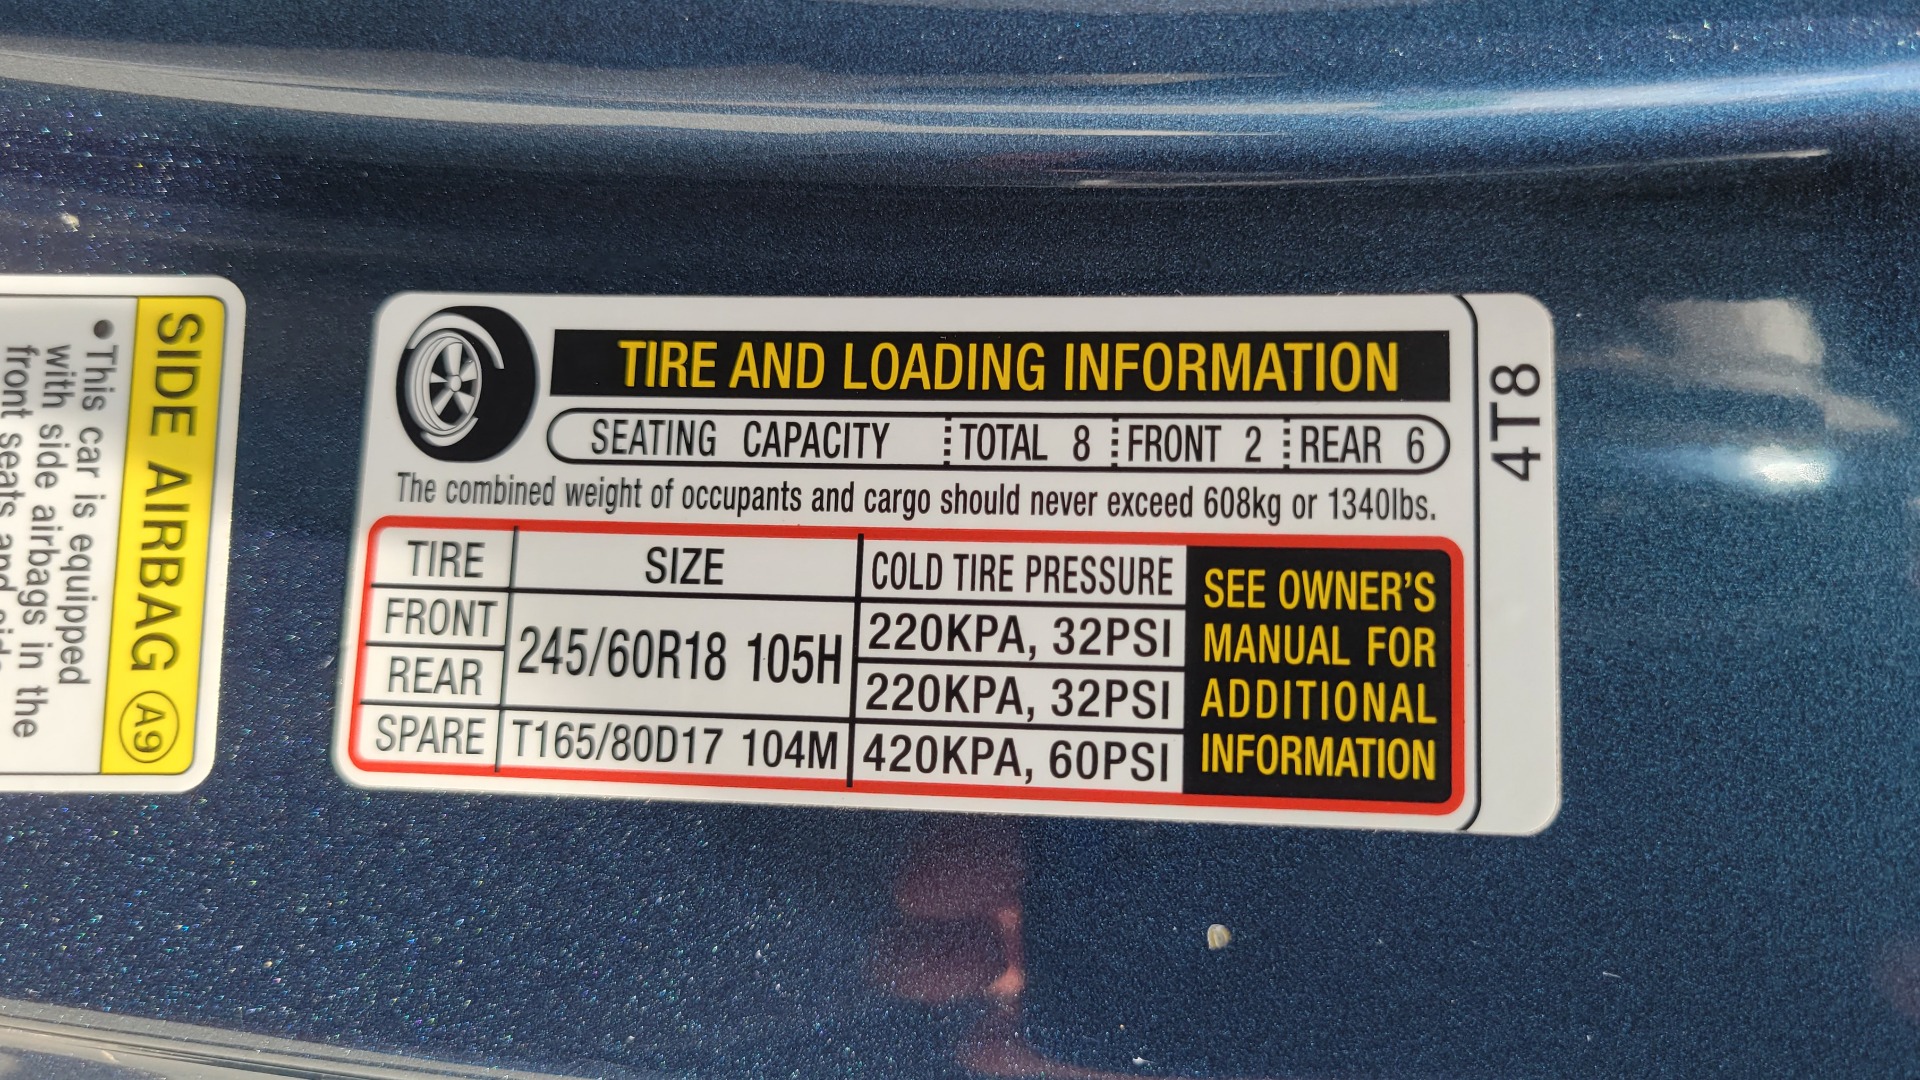 SIDE AIRBAG A9
● This car is equipped
with side airbags in the
front seats and
TIRE AND LOADING INFORMATION
SEATING CAPACITY TOTAL 8 FRONT 2 REAR 6
The combined weight of occupants and cargo should never exceed 608kg or 1340lbs.
TIRE SIZE COLD TIRE PRESSURE
FRONT 245/60R18 105H 220KPA, 32PSI
REAR 220KPA, 32PSI
SPARE T165/80D17 104M 420KPA, 60PSI
SEE OWNER'S
MANUAL FOR
ADDITIONAL
INFORMATION
4T8